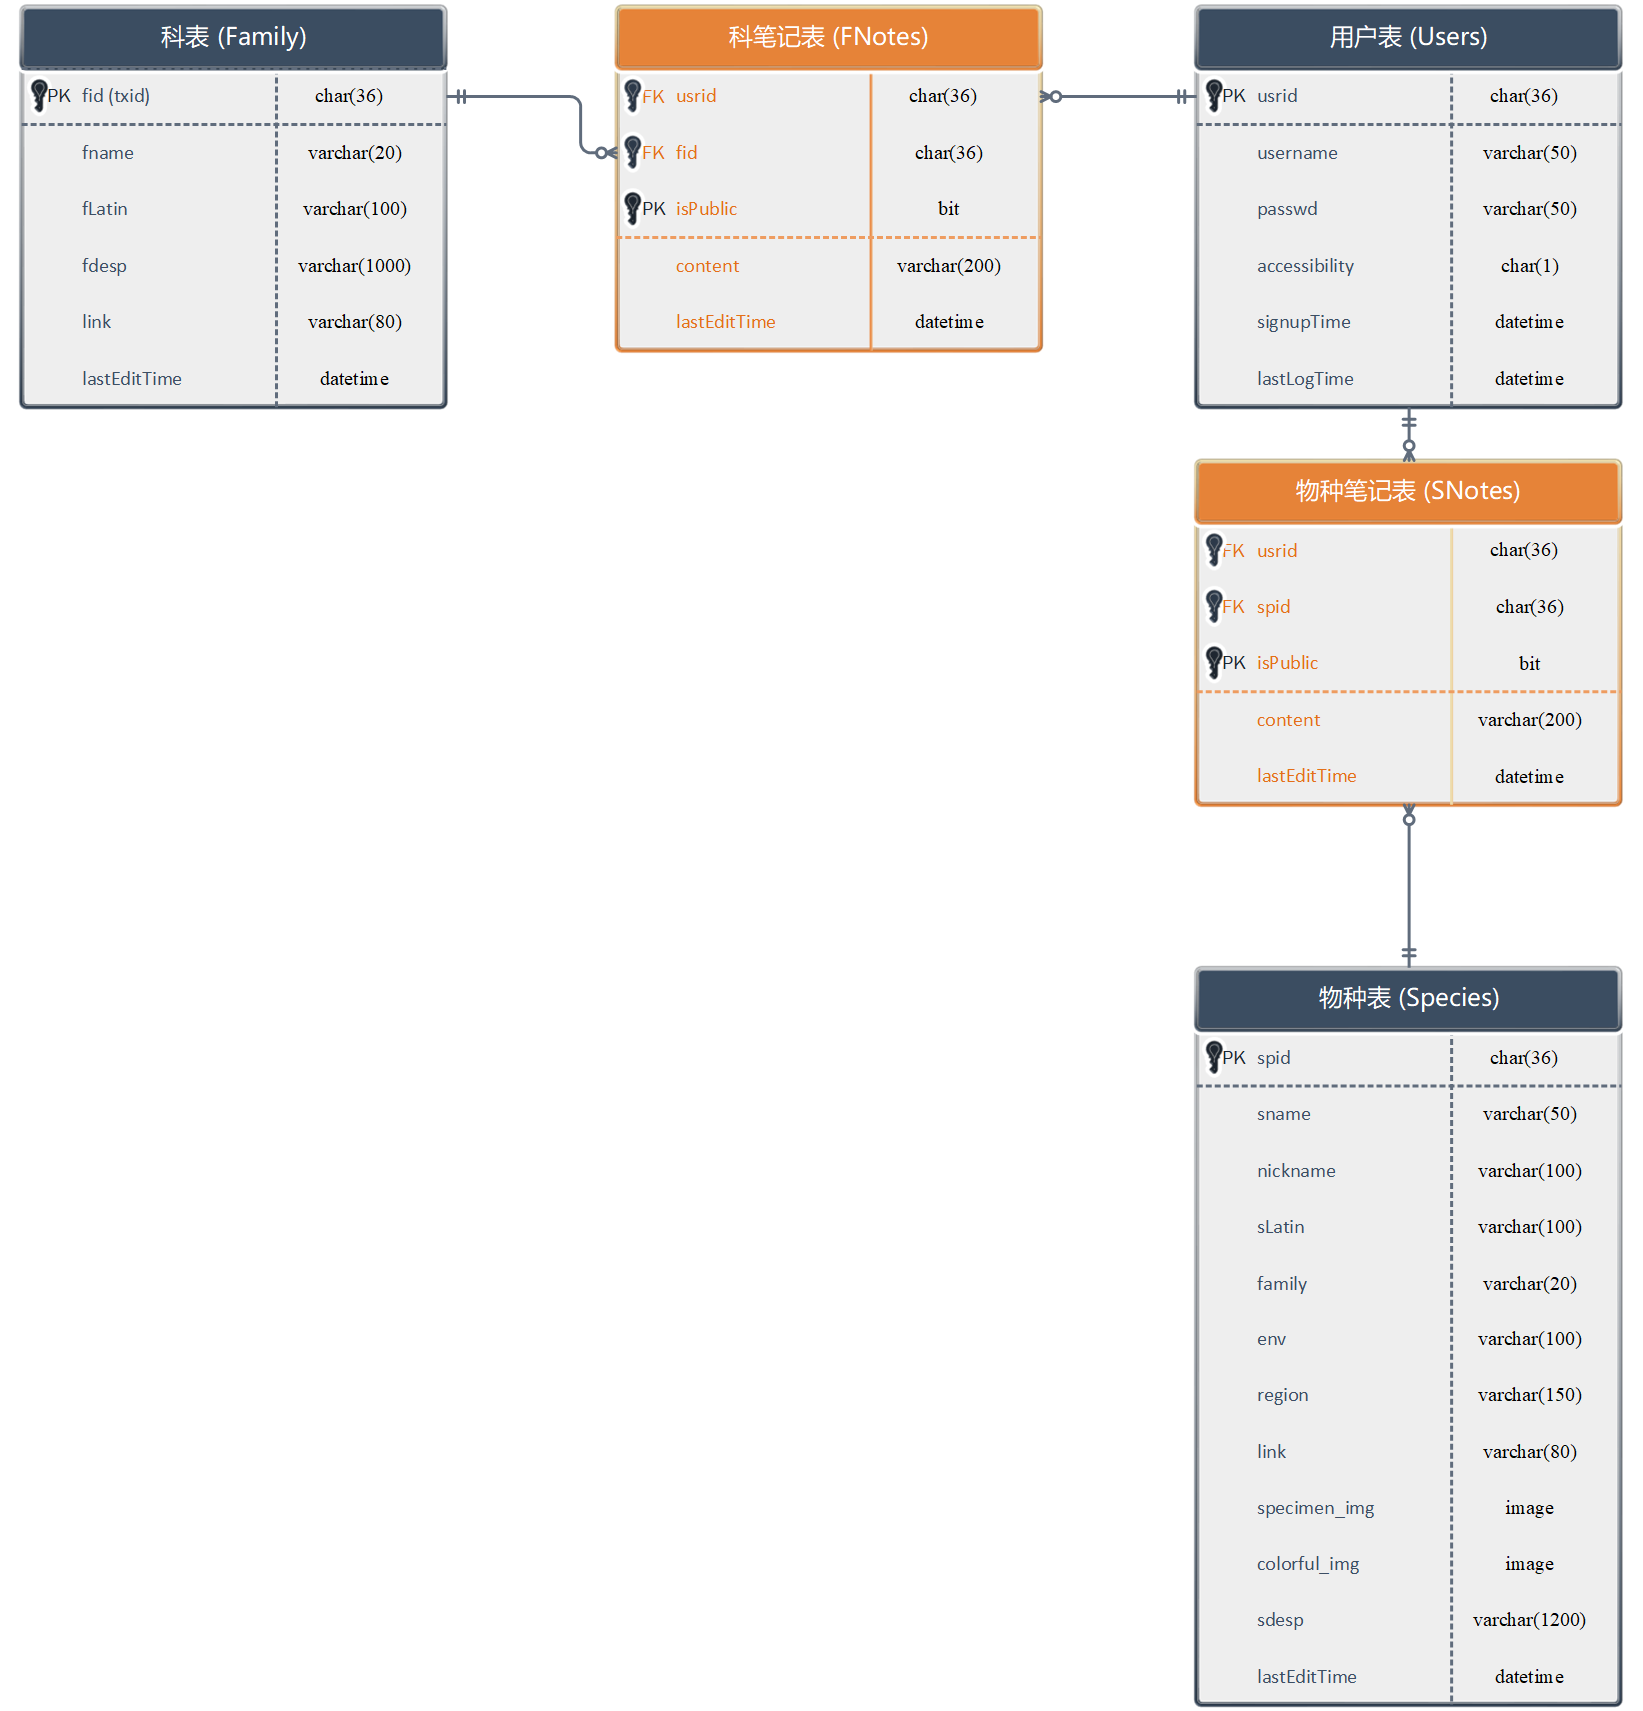 科表 (Family)
PK fid (txid) char(36)
fname varchar(20)
fLatin varchar(100)
fdesp varchar(1000)
link varchar(80)
lastEditTime datetime
科笔记表 (FNotes)
FK usrid char(36)
FK fid char(36)
PK isPublic bit
content varchar(200)
lastEditTime datetime
用户表 (Users)
PK usrid char(36)
username varchar(50)
passwd varchar(50)
accessibility char(1)
signupTime datetime
lastLogTime datetime
物种笔记表 (SNotes)
FK usrid char(36)
FK spid char(36)
PK isPublic bit
content varchar(200)
lastEditTime datetime
物种表 (Species)
PK spid char(36)
sname varchar(50)
nickname varchar(100)
sLatin varchar(100)
family varchar(20)
env varchar(100)
region varchar(150)
link varchar(80)
specimen_img image
colorful_img image
sdesp varchar(1200)
lastEditTime datetime